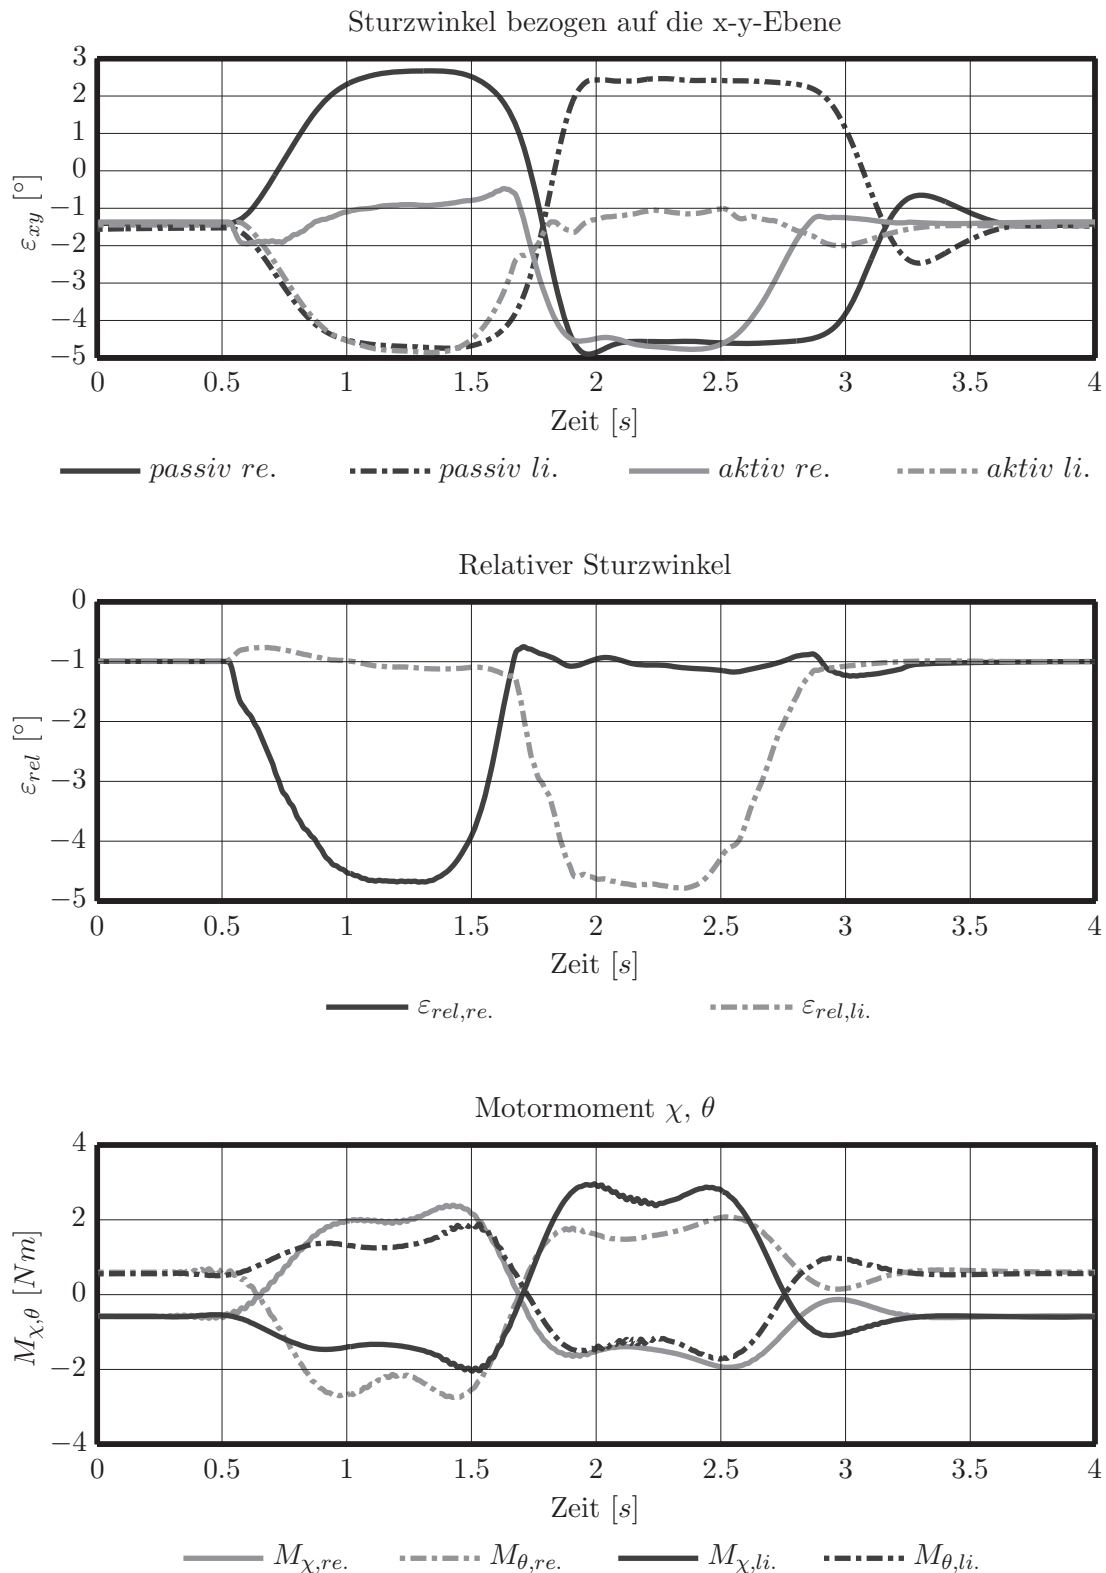 Sturzwinkel bezogen auf die x-y-Ebene
3
2
1
0
−1
−2
−3
−4
−5
ε_xy [°]
0 0.5 1 1.5 2 2.5 3 3.5 4
Zeit [s]
passiv re. passiv li. aktiv re. aktiv li.
Relativer Sturzwinkel
0
−1
−2
−3
−4
−5
ε_rel [°]
0 0.5 1 1.5 2 2.5 3 3.5 4
Zeit [s]
ε_rel,re. ε_rel,li.
Motormoment χ, θ
4
2
0
−2
−4
M_χ,θ [Nm]
0 0.5 1 1.5 2 2.5 3 3.5 4
Zeit [s]
M_χ,re. M_θ,re. M_χ,li. M_θ,li.